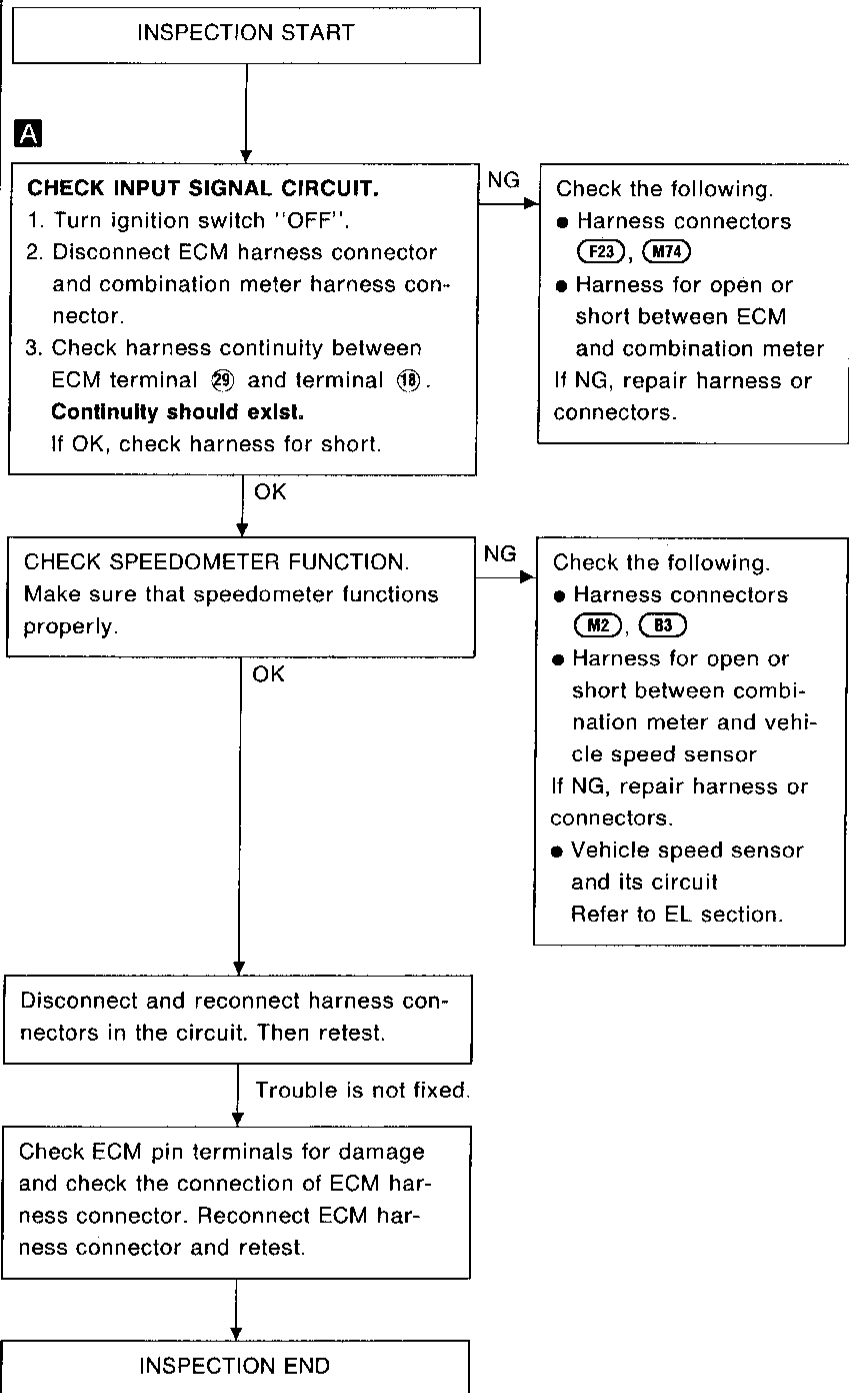 INSPECTION START
A
CHECK INPUT SIGNAL CIRCUIT.
1. Turn ignition switch "OFF".
2. Disconnect ECM harness connector
and combination meter harness con-
nector.
3. Check harness continuity between
ECM terminal 29 and terminal 18.
Continuity should exist.
If OK, check harness for short.
NG
Check the following.
● Harness connectors
F23, M74
● Harness for open or
short between ECM
and combination meter
If NG, repair harness or
connectors.
OK
CHECK SPEEDOMETER FUNCTION.
Make sure that speedometer functions
properly.
NG
Check the following.
● Harness connectors
M2, B3
● Harness for open or
short between combi-
nation meter and vehi-
cle speed sensor
If NG, repair harness or
connectors.
● Vehicle speed sensor
and its circuit
Refer to EL section.
OK
Disconnect and reconnect harness con-
nectors in the circuit. Then retest.
Trouble is not fixed.
Check ECM pin terminals for damage
and check the connection of ECM har-
ness connector. Reconnect ECM har-
ness connector and retest.
INSPECTION END